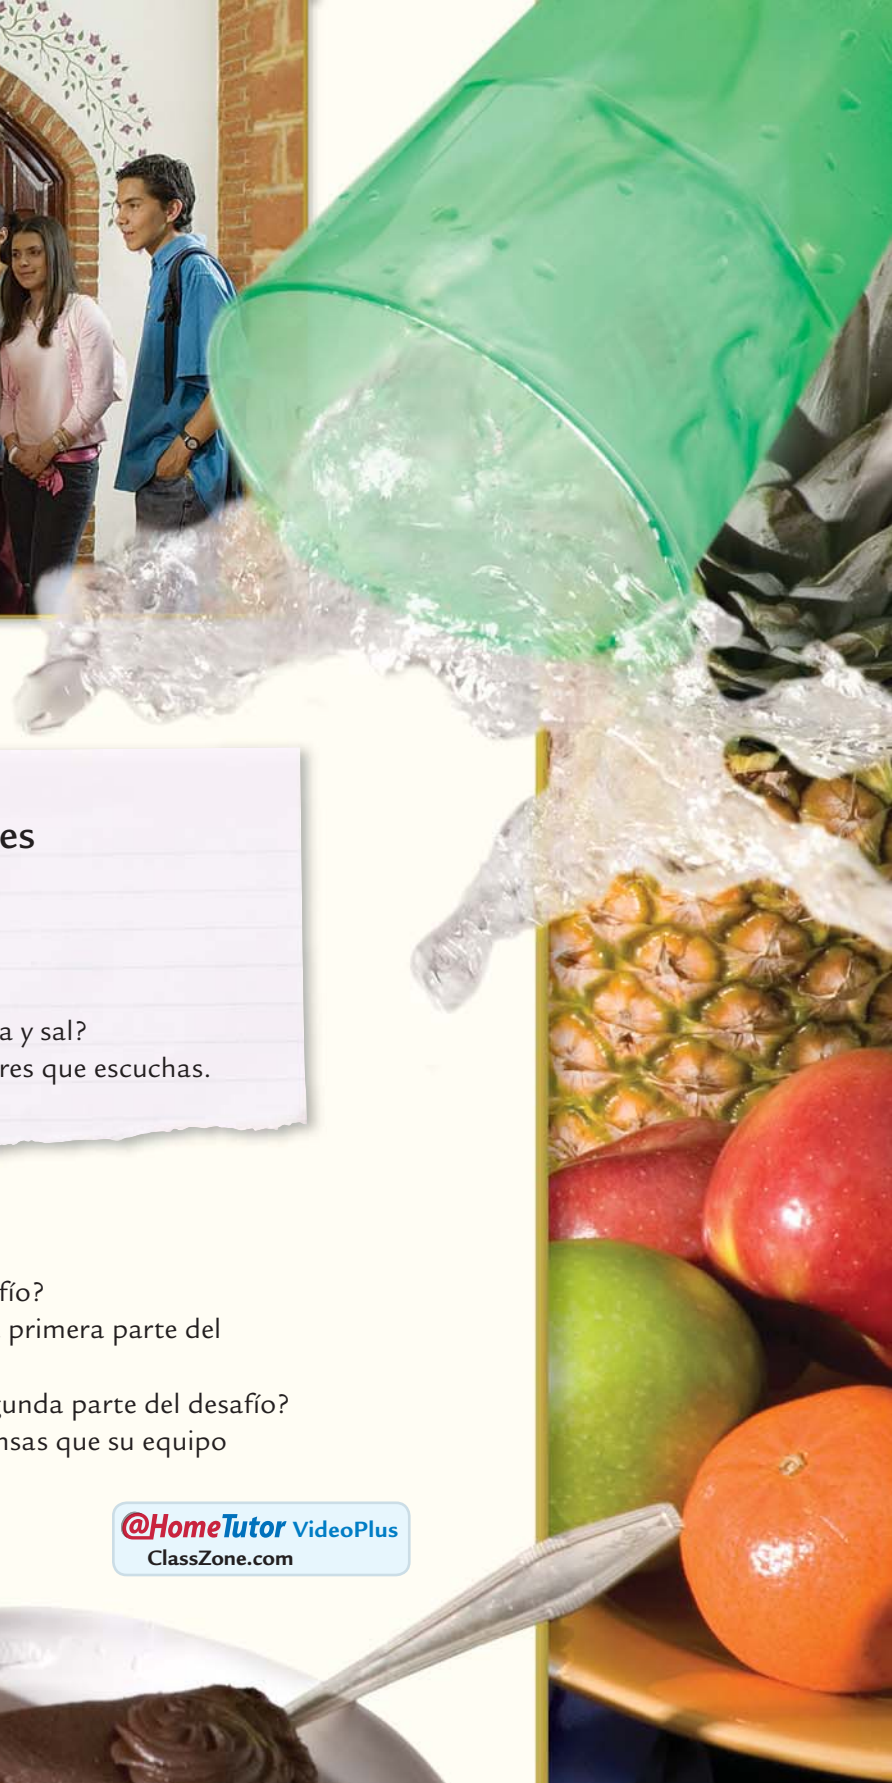 es
a y sal?
res que escuchas.
fío?
primera parte del
unda parte del desafío?
nsas que su equipo
@HomeTutor VideoPlus
ClassZone.com